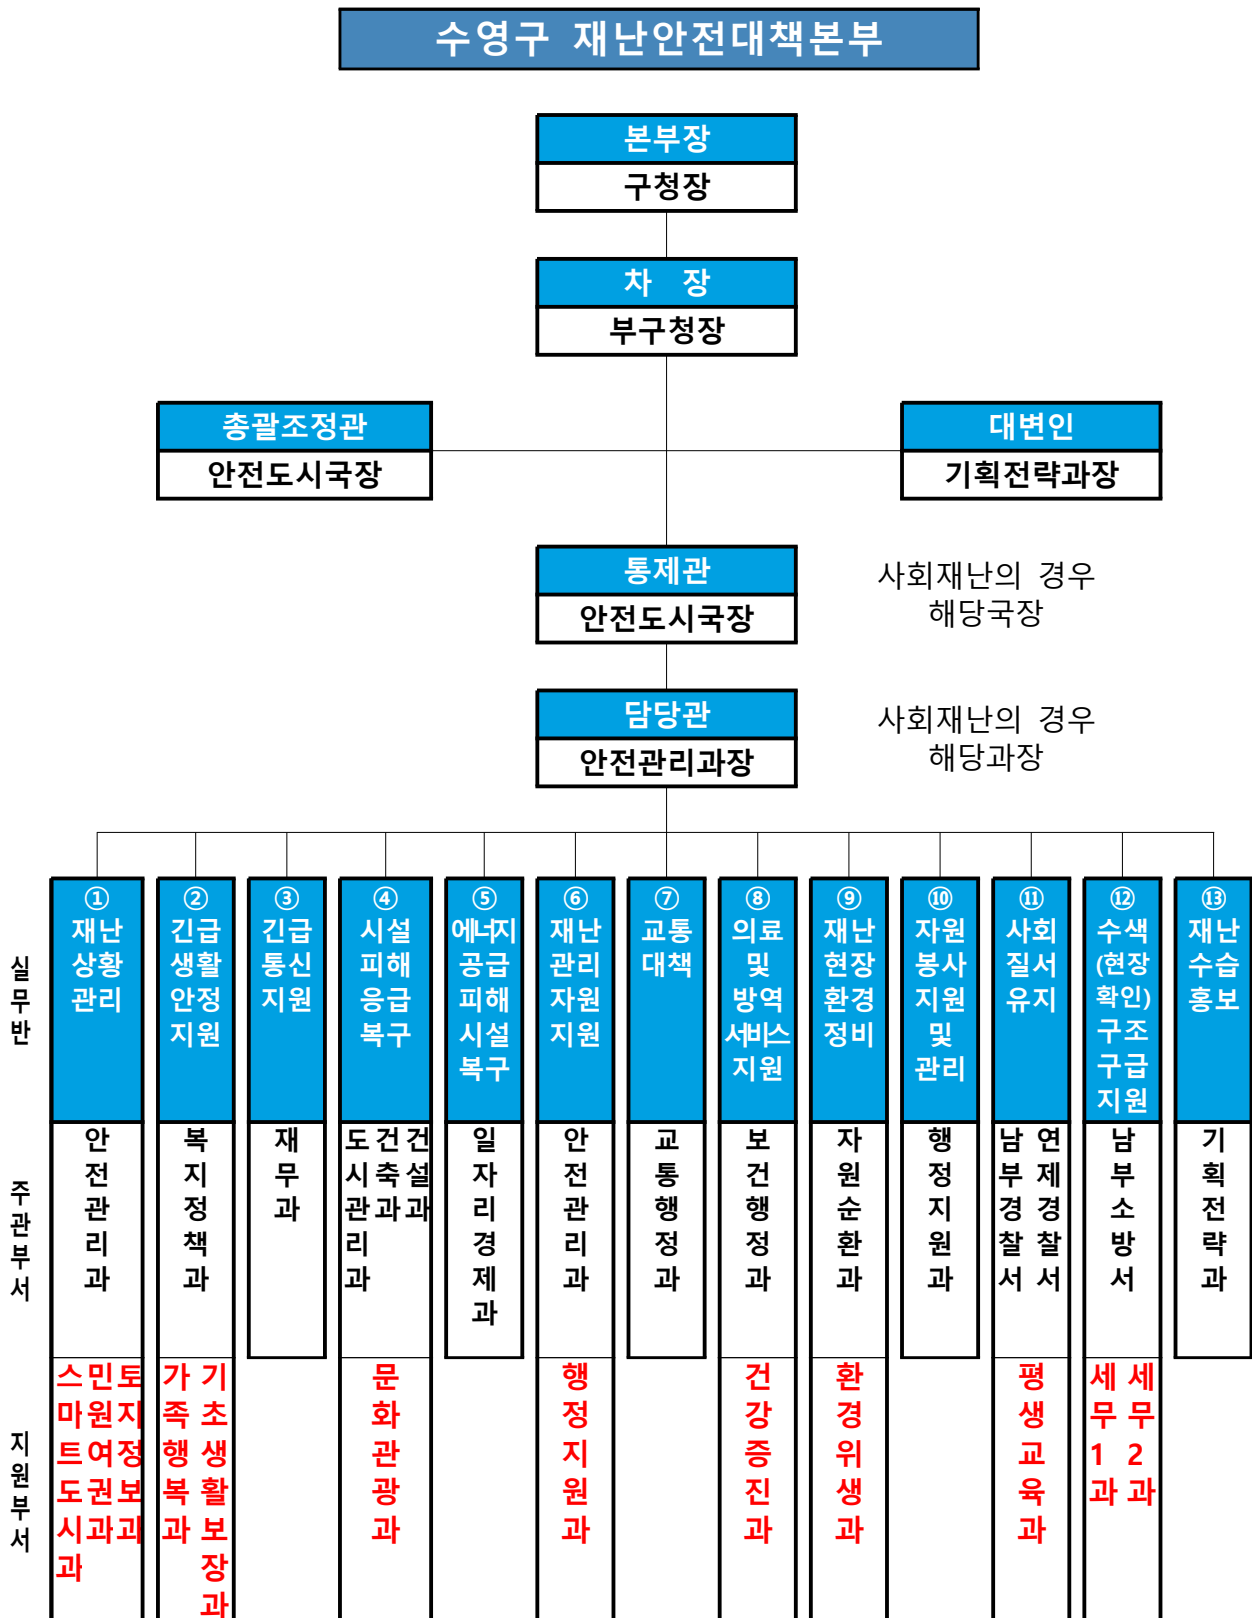 수영구 재난안전대책본부
본부장
구청장
차 장
부구청장
총괄조정관
안전도시국장
대변인
기획전략과장
통제관
안전도시국장
사회재난의 경우
해당국장
담당관
안전관리과장
사회재난의 경우
해당과장
실무반
①
재난
상황
관리
②
긴급
생활
안정
지원
③
긴급
통신
지원
④
시설
피해
응급
복구
⑤
에너지
공급
피해
시설
복구
⑥
재난
관리
자원
지원
⑦
교통
대책
⑧
의료
및
방역
서비스
지원
⑨
재난
현장
환경
정비
⑩
자원
봉사
지원
및
관리
⑪
사회
질서
유지
⑫
수색
(현장
확인)
구조
구급
지원
⑬
재난
수습
홍보
주관부서
안전관리과
복지정책과
재무과
도시관리과
건축과
건설과
일자리경제과
안전관리과
교통행정과
보건행정과
자원순환과
행정지원과
남부경찰서
연제경찰서
남부소방서
기획전략과
지원부서
스마트도시과
민원여권과
토지정보과
가족행복과
기초생활보장과
문화관광과
행정지원과
건강증진과
환경위생과
평생교육과
세무1과
세무2과